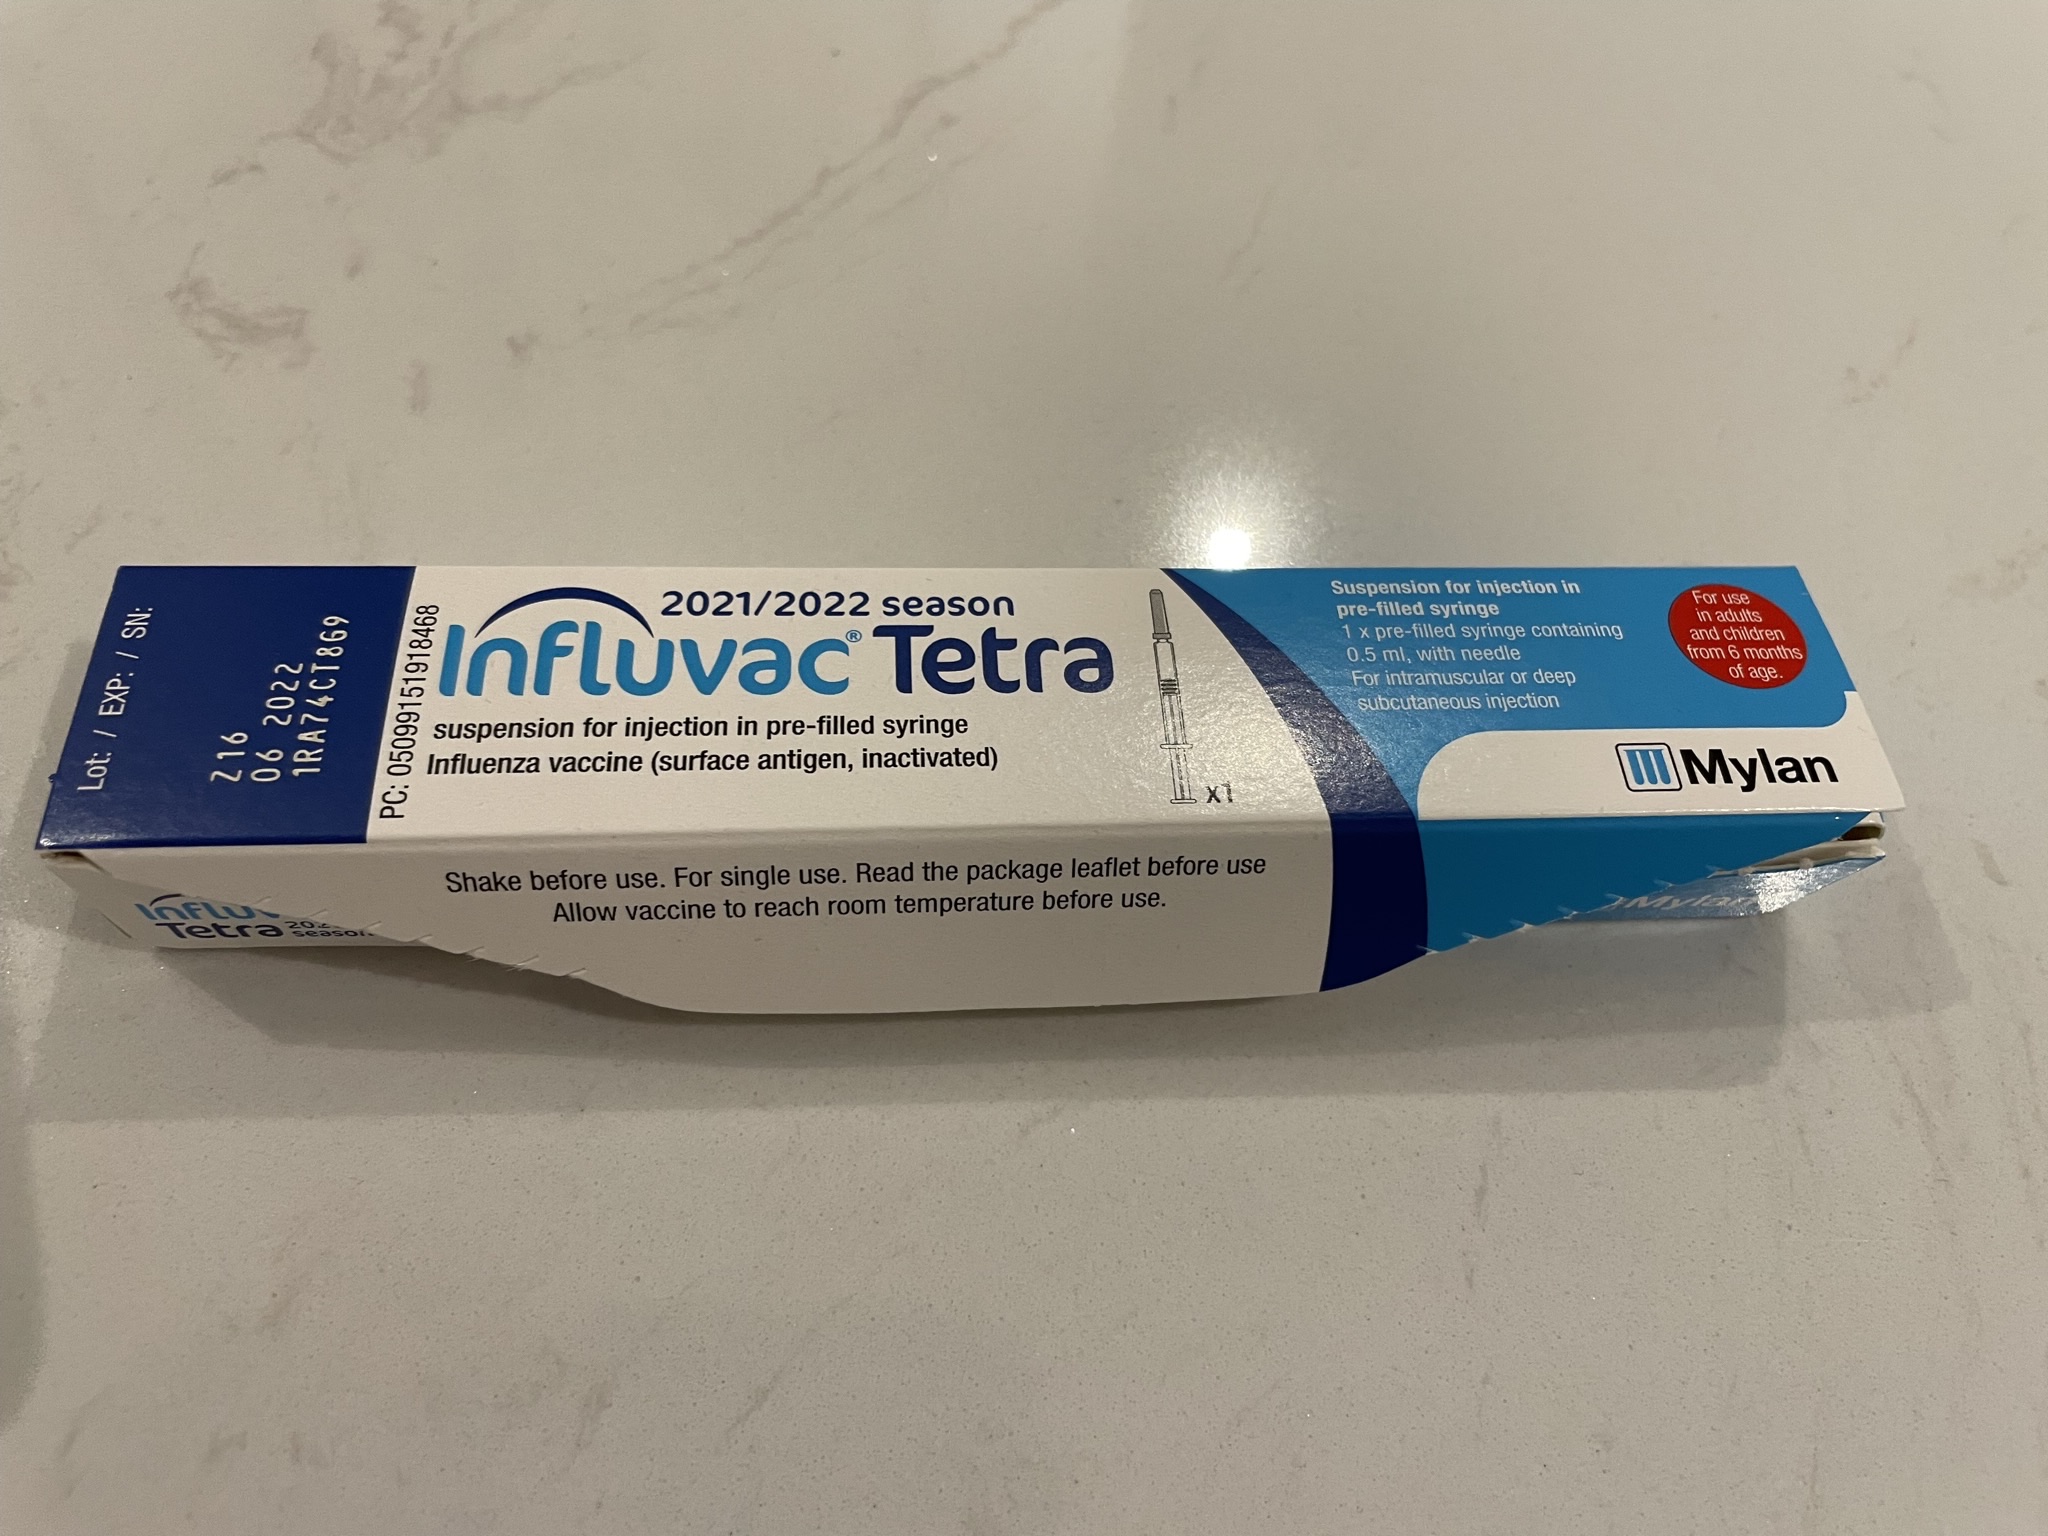 Lot: / EXP: / SN:
Z16
06 2022
1RA74CT8G9
PC: 05099151918468
2021/2022 season
Influvac® Tetra
suspension for injection in pre-filled syringe
Influenza vaccine (surface antigen, inactivated)
x1
Suspension for injection in
pre-filled syringe
1 x pre-filled syringe containing
0.5 ml, with needle
For intramuscular or deep
subcutaneous injection
For use
in adults
and children
from 6 months
of age.
Mylan
Shake before use. For single use. Read the package leaflet before use
Allow vaccine to reach room temperature before use.
Tetra
season
Mylan